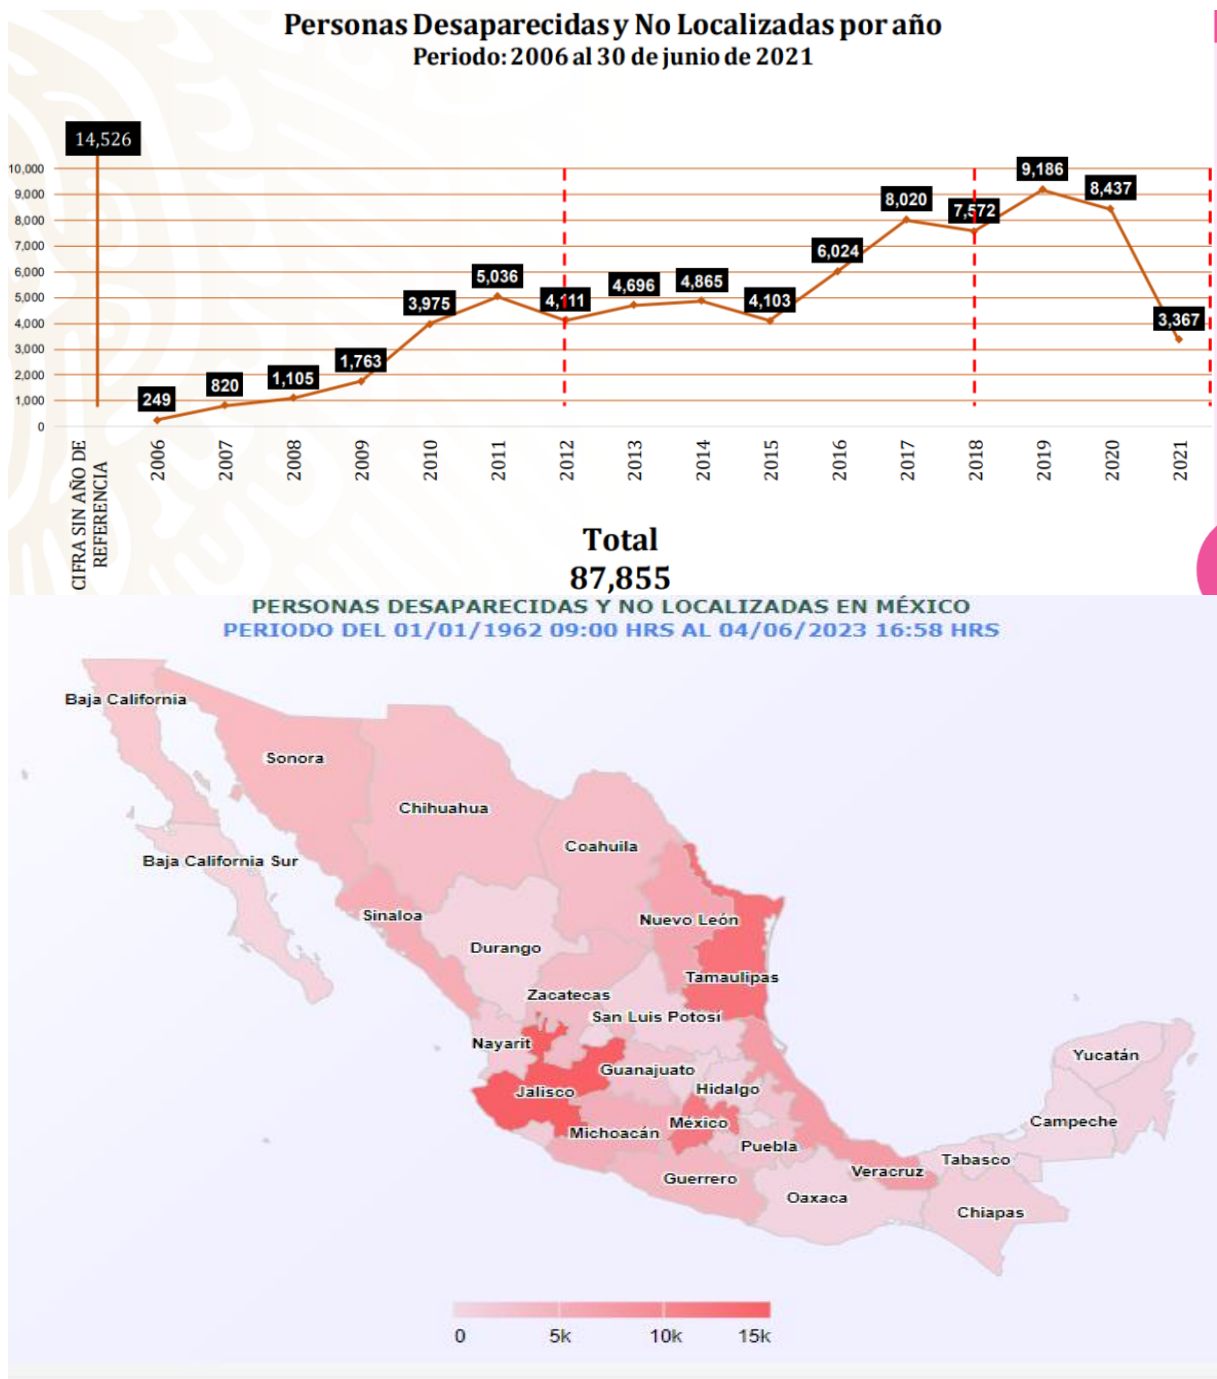 Personas Desaparecidas y No Localizadas por año
Periodo: 2006 al 30 de junio de 2021
14,526
10,000
9,000
8,000
7,000
6,000
5,000
4,000
3,000
2,000
1,000
0
249
820
1,105
1,763
3,975
5,036
4,111
4,696
4,865
4,103
6,024
8,020
7,572
9,186
8,437
3,367
CIFRA SIN AÑO DE
REFERENCIA
2006
2007
2008
2009
2010
2011
2012
2013
2014
2015
2016
2017
2018
2019
2020
2021
Total
87,855
PERSONAS DESAPARECIDAS Y NO LOCALIZADAS EN MÉXICO
PERIODO DEL 01/01/1962 09:00 HRS AL 04/06/2023 16:58 HRS
Baja California
Sonora
Chihuahua
Coahuila
Baja California Sur
Sinaloa
Nuevo León
Durango
Tamaulipas
Zacatecas
San Luis Potosí
Nayarit
Yucatán
Guanajuato
Hidalgo
Jalisco
México
Campeche
Michoacán
Puebla
Tabasco
Veracruz
Guerrero
Oaxaca
Chiapas
0
5k
10k
15k